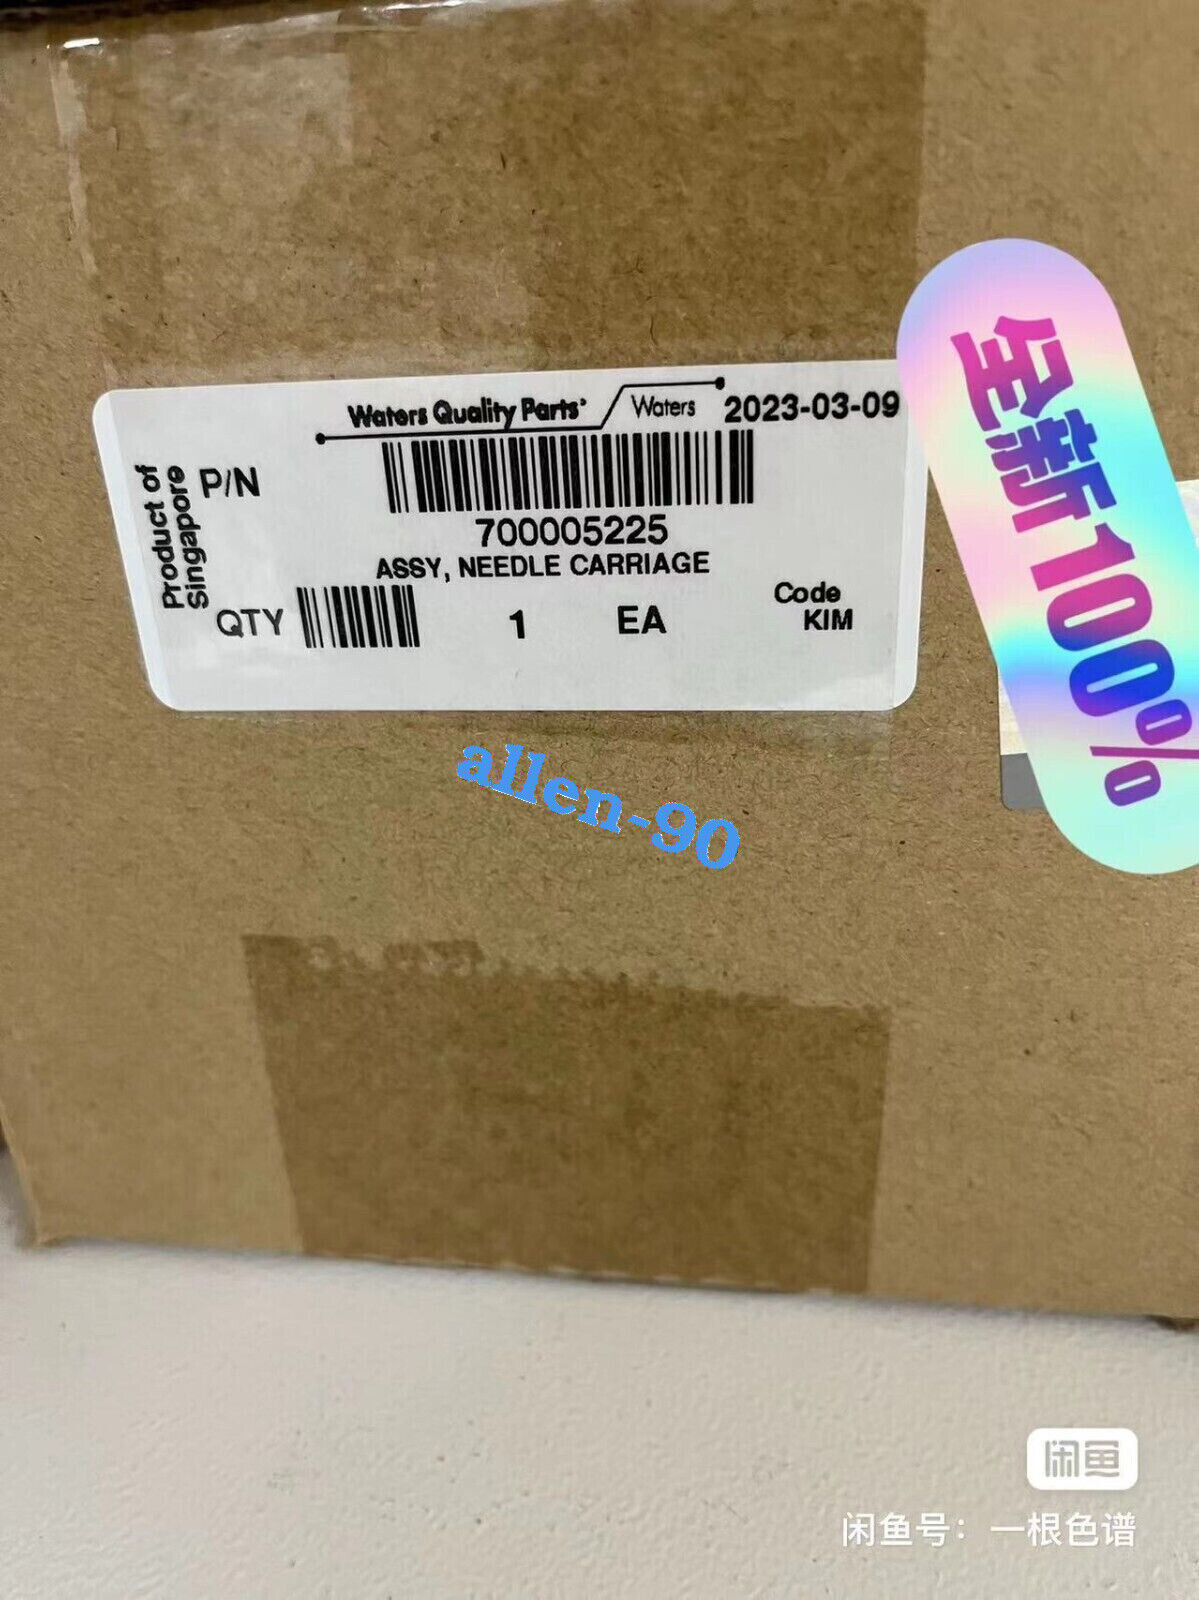 Waters Quality Parts
Waters
2023-03-09
Product of
Singapore
P/N
700005225
ASSY, NEEDLE CARRIAGE
QTY
1
EA
Code
KIM
全新100%
allen-90
闲鱼
闲鱼号：一根色谱